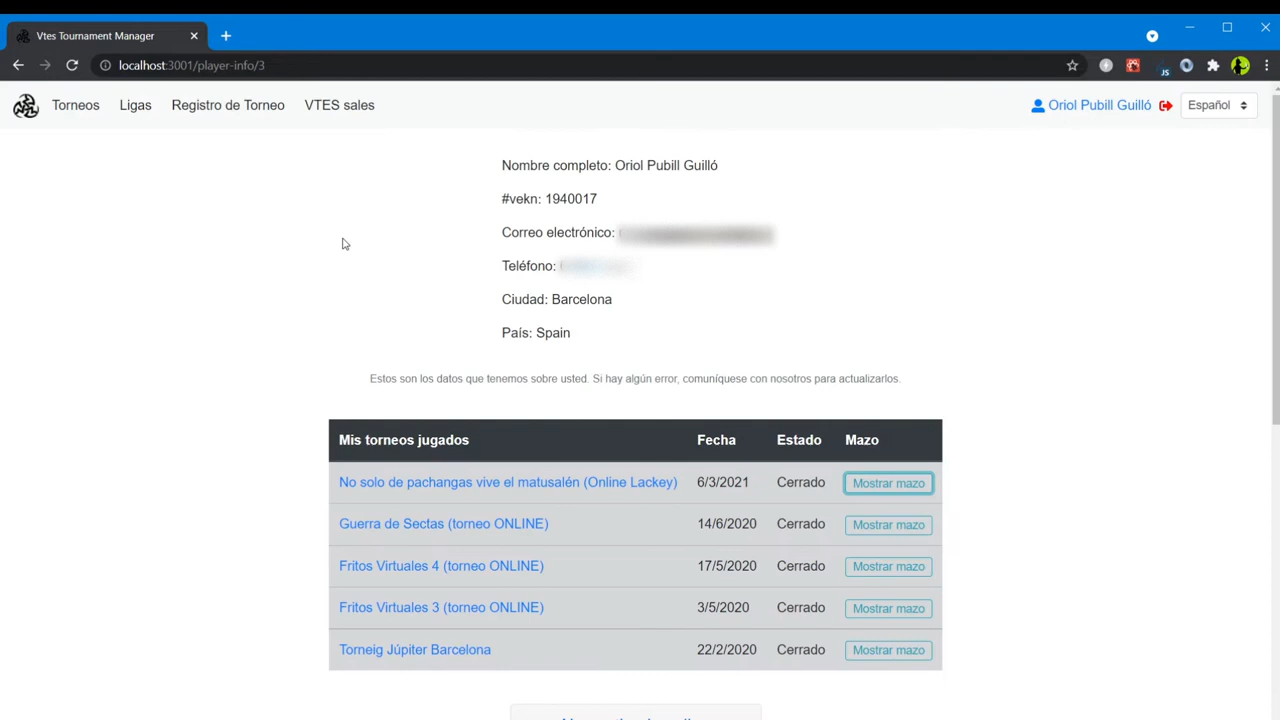 Vtes Tournament Manager
localhost:3001/player-info/3
JS
Torneos Ligas Registro de Torneo VTES sales Oriol Pubill Guilló Español
Nombre completo: Oriol Pubill Guilló
#vekn: 1940017
Correo electrónico:
Teléfono:
Ciudad: Barcelona
País: Spain
Estos son los datos que tenemos sobre usted. Si hay algún error, comuníquese con nosotros para actualizarlos.
Mis torneos jugados Fecha Estado Mazo
No solo de pachangas vive el matusalén (Online Lackey) 6/3/2021 Cerrado Mostrar mazo
Guerra de Sectas (torneo ONLINE) 14/6/2020 Cerrado Mostrar mazo
Fritos Virtuales 4 (torneo ONLINE) 17/5/2020 Cerrado Mostrar mazo
Fritos Virtuales 3 (torneo ONLINE) 3/5/2020 Cerrado Mostrar mazo
Torneig Júpiter Barcelona 22/2/2020 Cerrado Mostrar mazo